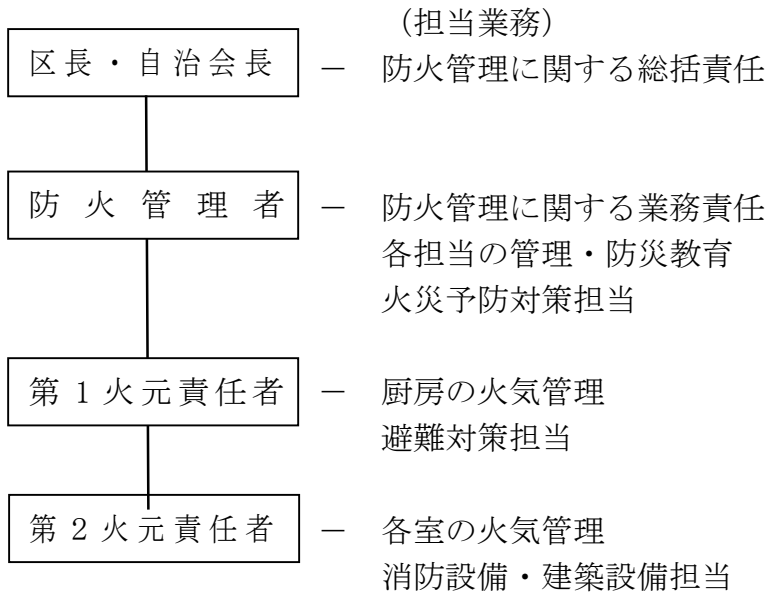 （担当業務）
区長・自治会長 － 防火管理に関する総括責任
防火管理者 － 防火管理に関する業務責任
各担当の管理・防災教育
火災予防対策担当
第１火元責任者 － 厨房の火気管理
避難対策担当
第２火元責任者 － 各室の火気管理
消防設備・建築設備担当